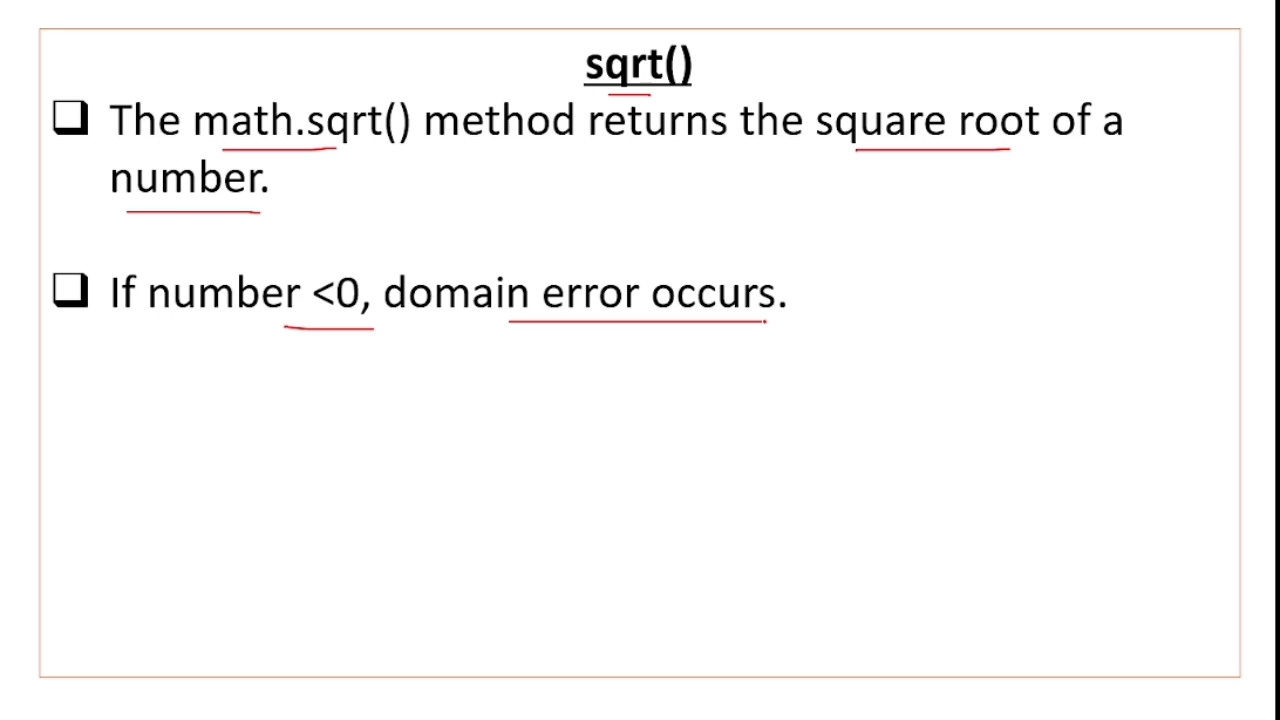 sqrt()
The math.sqrt() method returns the square root of a
number.
If number <0, domain error occurs.